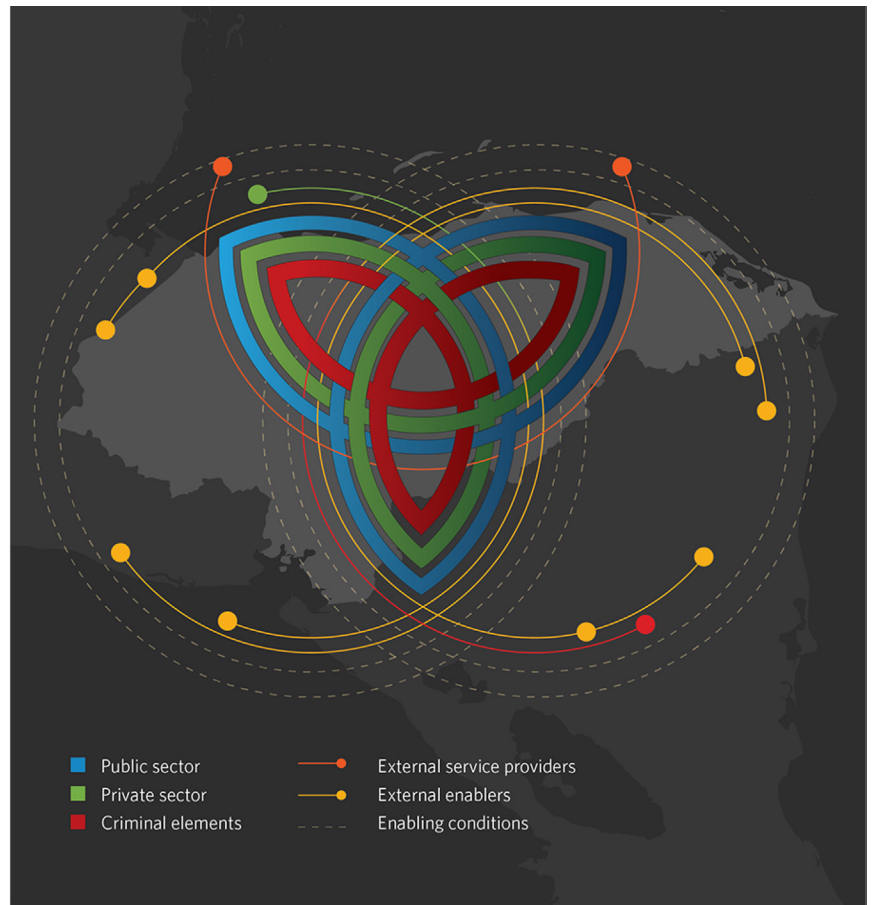 Public sector
Private sector
Criminal elements
External service providers
External enablers
Enabling conditions